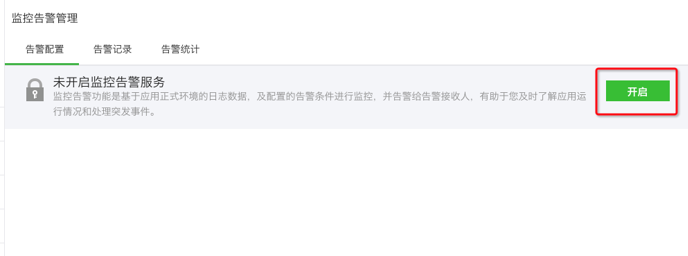 监控告警管理
告警配置 告警记录 告警统计
未开启监控告警服务
监控告警功能是基于应用正式环境的日志数据，及配置的告警条件进行监控，并告警给告警接收人，有助于您及时了解应用运
行情况和处理突发事件。
开启